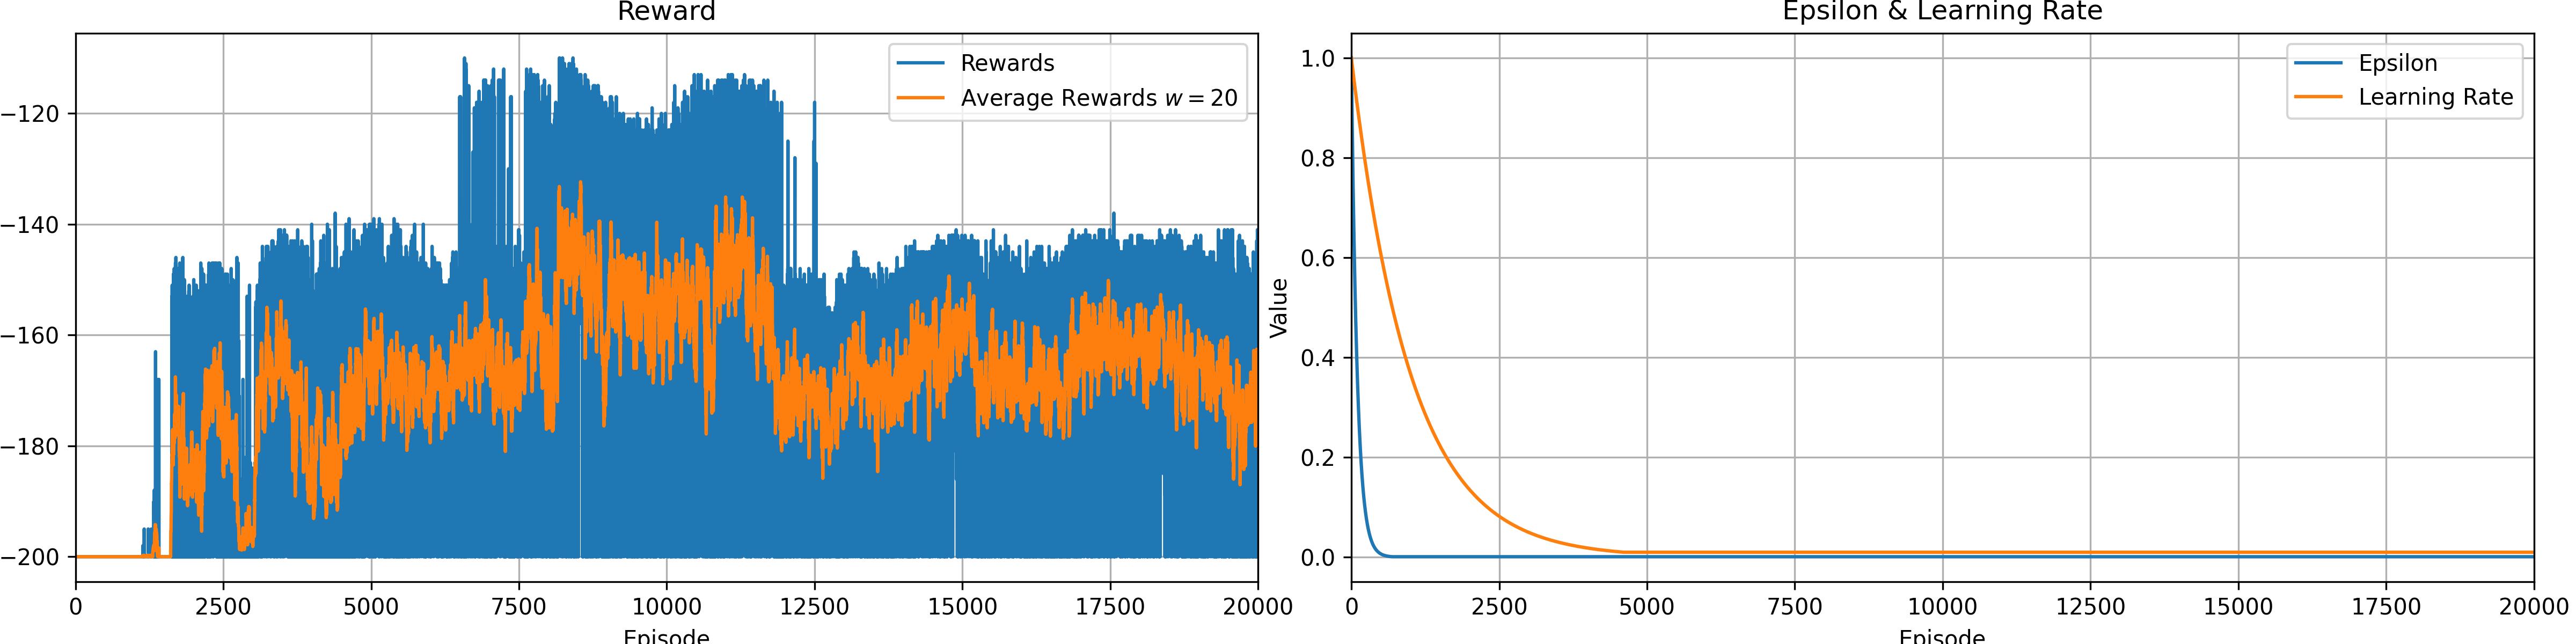 Reward
Rewards
Average Rewards w = 20
−120
−140
−160
−180
−200
0 2500 5000 7500 10000 12500 15000 17500 20000
Episode
Epsilon & Learning Rate
Epsilon
Learning Rate
Value
1.0
0.8
0.6
0.4
0.2
0.0
0 2500 5000 7500 10000 12500 15000 17500 20000
Episode